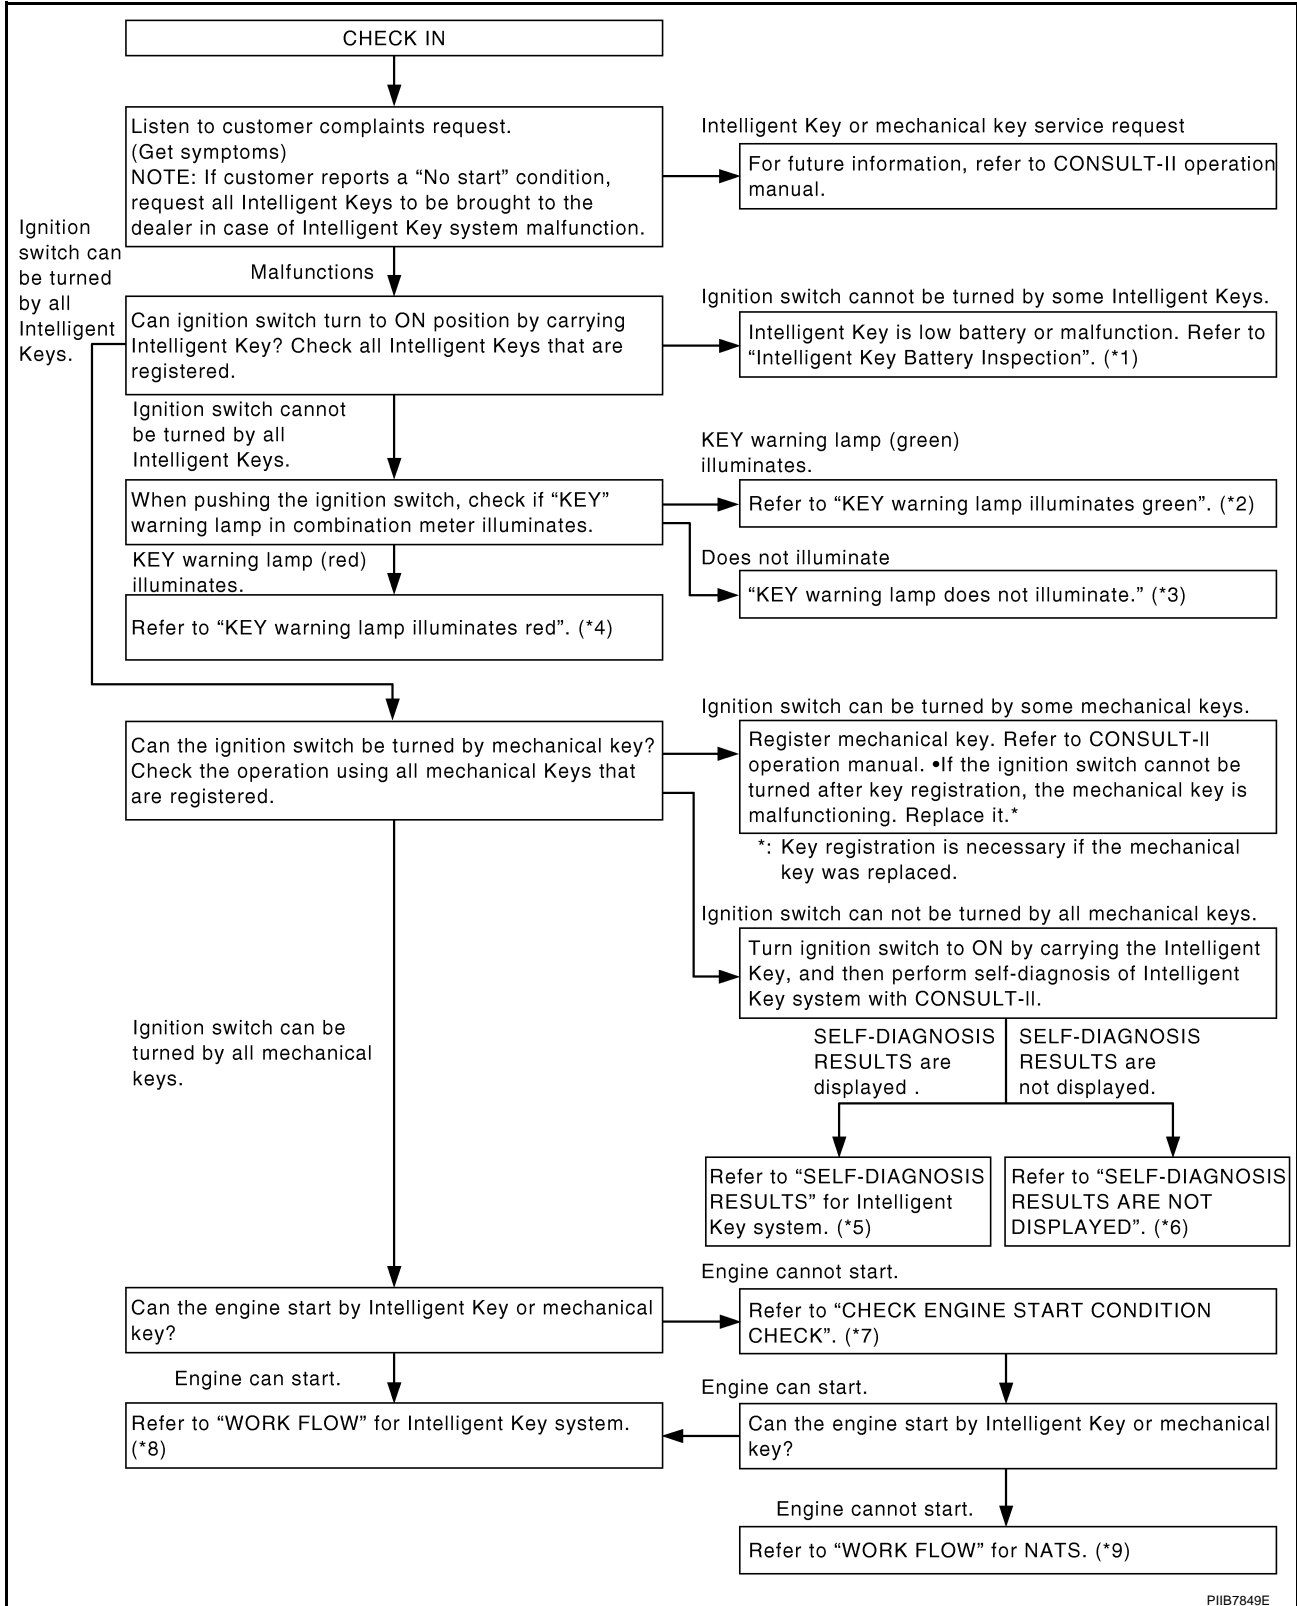 CHECK IN
Listen to customer complaints request.
(Get symptoms)
NOTE: If customer reports a “No start” condition,
request all Intelligent Keys to be brought to the
dealer in case of Intelligent Key system malfunction.
Intelligent Key or mechanical key service request
For future information, refer to CONSULT-II operation
manual.
Ignition
switch can
be turned
by all
Intelligent
Keys.
Malfunctions
Can ignition switch turn to ON position by carrying
Intelligent Key? Check all Intelligent Keys that are
registered.
Ignition switch cannot be turned by some Intelligent Keys.
Intelligent Key is low battery or malfunction. Refer to
“Intelligent Key Battery Inspection”. (*1)
Ignition switch cannot
be turned by all
Intelligent Keys.
When pushing the ignition switch, check if “KEY”
warning lamp in combination meter illuminates.
KEY warning lamp (green)
illuminates.
Refer to “KEY warning lamp illuminates green”. (*2)
Does not illuminate
“KEY warning lamp does not illuminate.” (*3)
KEY warning lamp (red)
illuminates.
Refer to “KEY warning lamp illuminates red”. (*4)
Can the ignition switch be turned by mechanical key?
Check the operation using all mechanical Keys that
are registered.
Ignition switch can be turned by some mechanical keys.
Register mechanical key. Refer to CONSULT-II
operation manual. •If the ignition switch cannot be
turned after key registration, the mechanical key is
malfunctioning. Replace it.*
*: Key registration is necessary if the mechanical
key was replaced.
Ignition switch can not be turned by all mechanical keys.
Turn ignition switch to ON by carrying the Intelligent
Key, and then perform self-diagnosis of Intelligent
Key system with CONSULT-II.
Ignition switch can be
turned by all mechanical
keys.
SELF-DIAGNOSIS
RESULTS are
displayed .
SELF-DIAGNOSIS
RESULTS are
not displayed.
Refer to “SELF-DIAGNOSIS
RESULTS” for Intelligent
Key system. (*5)
Refer to “SELF-DIAGNOSIS
RESULTS ARE NOT
DISPLAYED”. (*6)
Can the engine start by Intelligent Key or mechanical
key?
Engine cannot start.
Refer to “CHECK ENGINE START CONDITION
CHECK”. (*7)
Engine can start.
Refer to “WORK FLOW” for Intelligent Key system.
(*8)
Engine can start.
Can the engine start by Intelligent Key or mechanical
key?
Engine cannot start.
Refer to “WORK FLOW” for NATS. (*9)
PIIB7849E